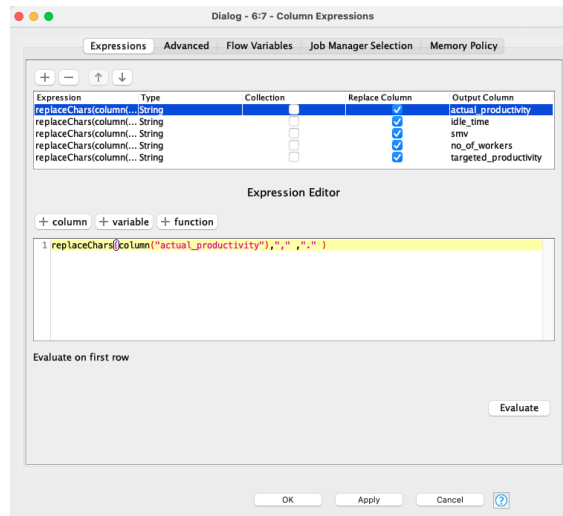 Dialog - 6:7 - Column Expressions
Expressions Advanced Flow Variables Job Manager Selection Memory Policy
Expression Type Collection Replace Column Output Column
replaceChars(column(... String actual_productivity
replaceChars(column(... String idle_time
replaceChars(column(... String smv
replaceChars(column(... String no_of_workers
replaceChars(column(... String targeted_productivity
Expression Editor
+ column + variable + function
1 replaceChars(column("actual_productivity"),"," ,"." )
Evaluate on first row
Evaluate
OK Apply Cancel ?